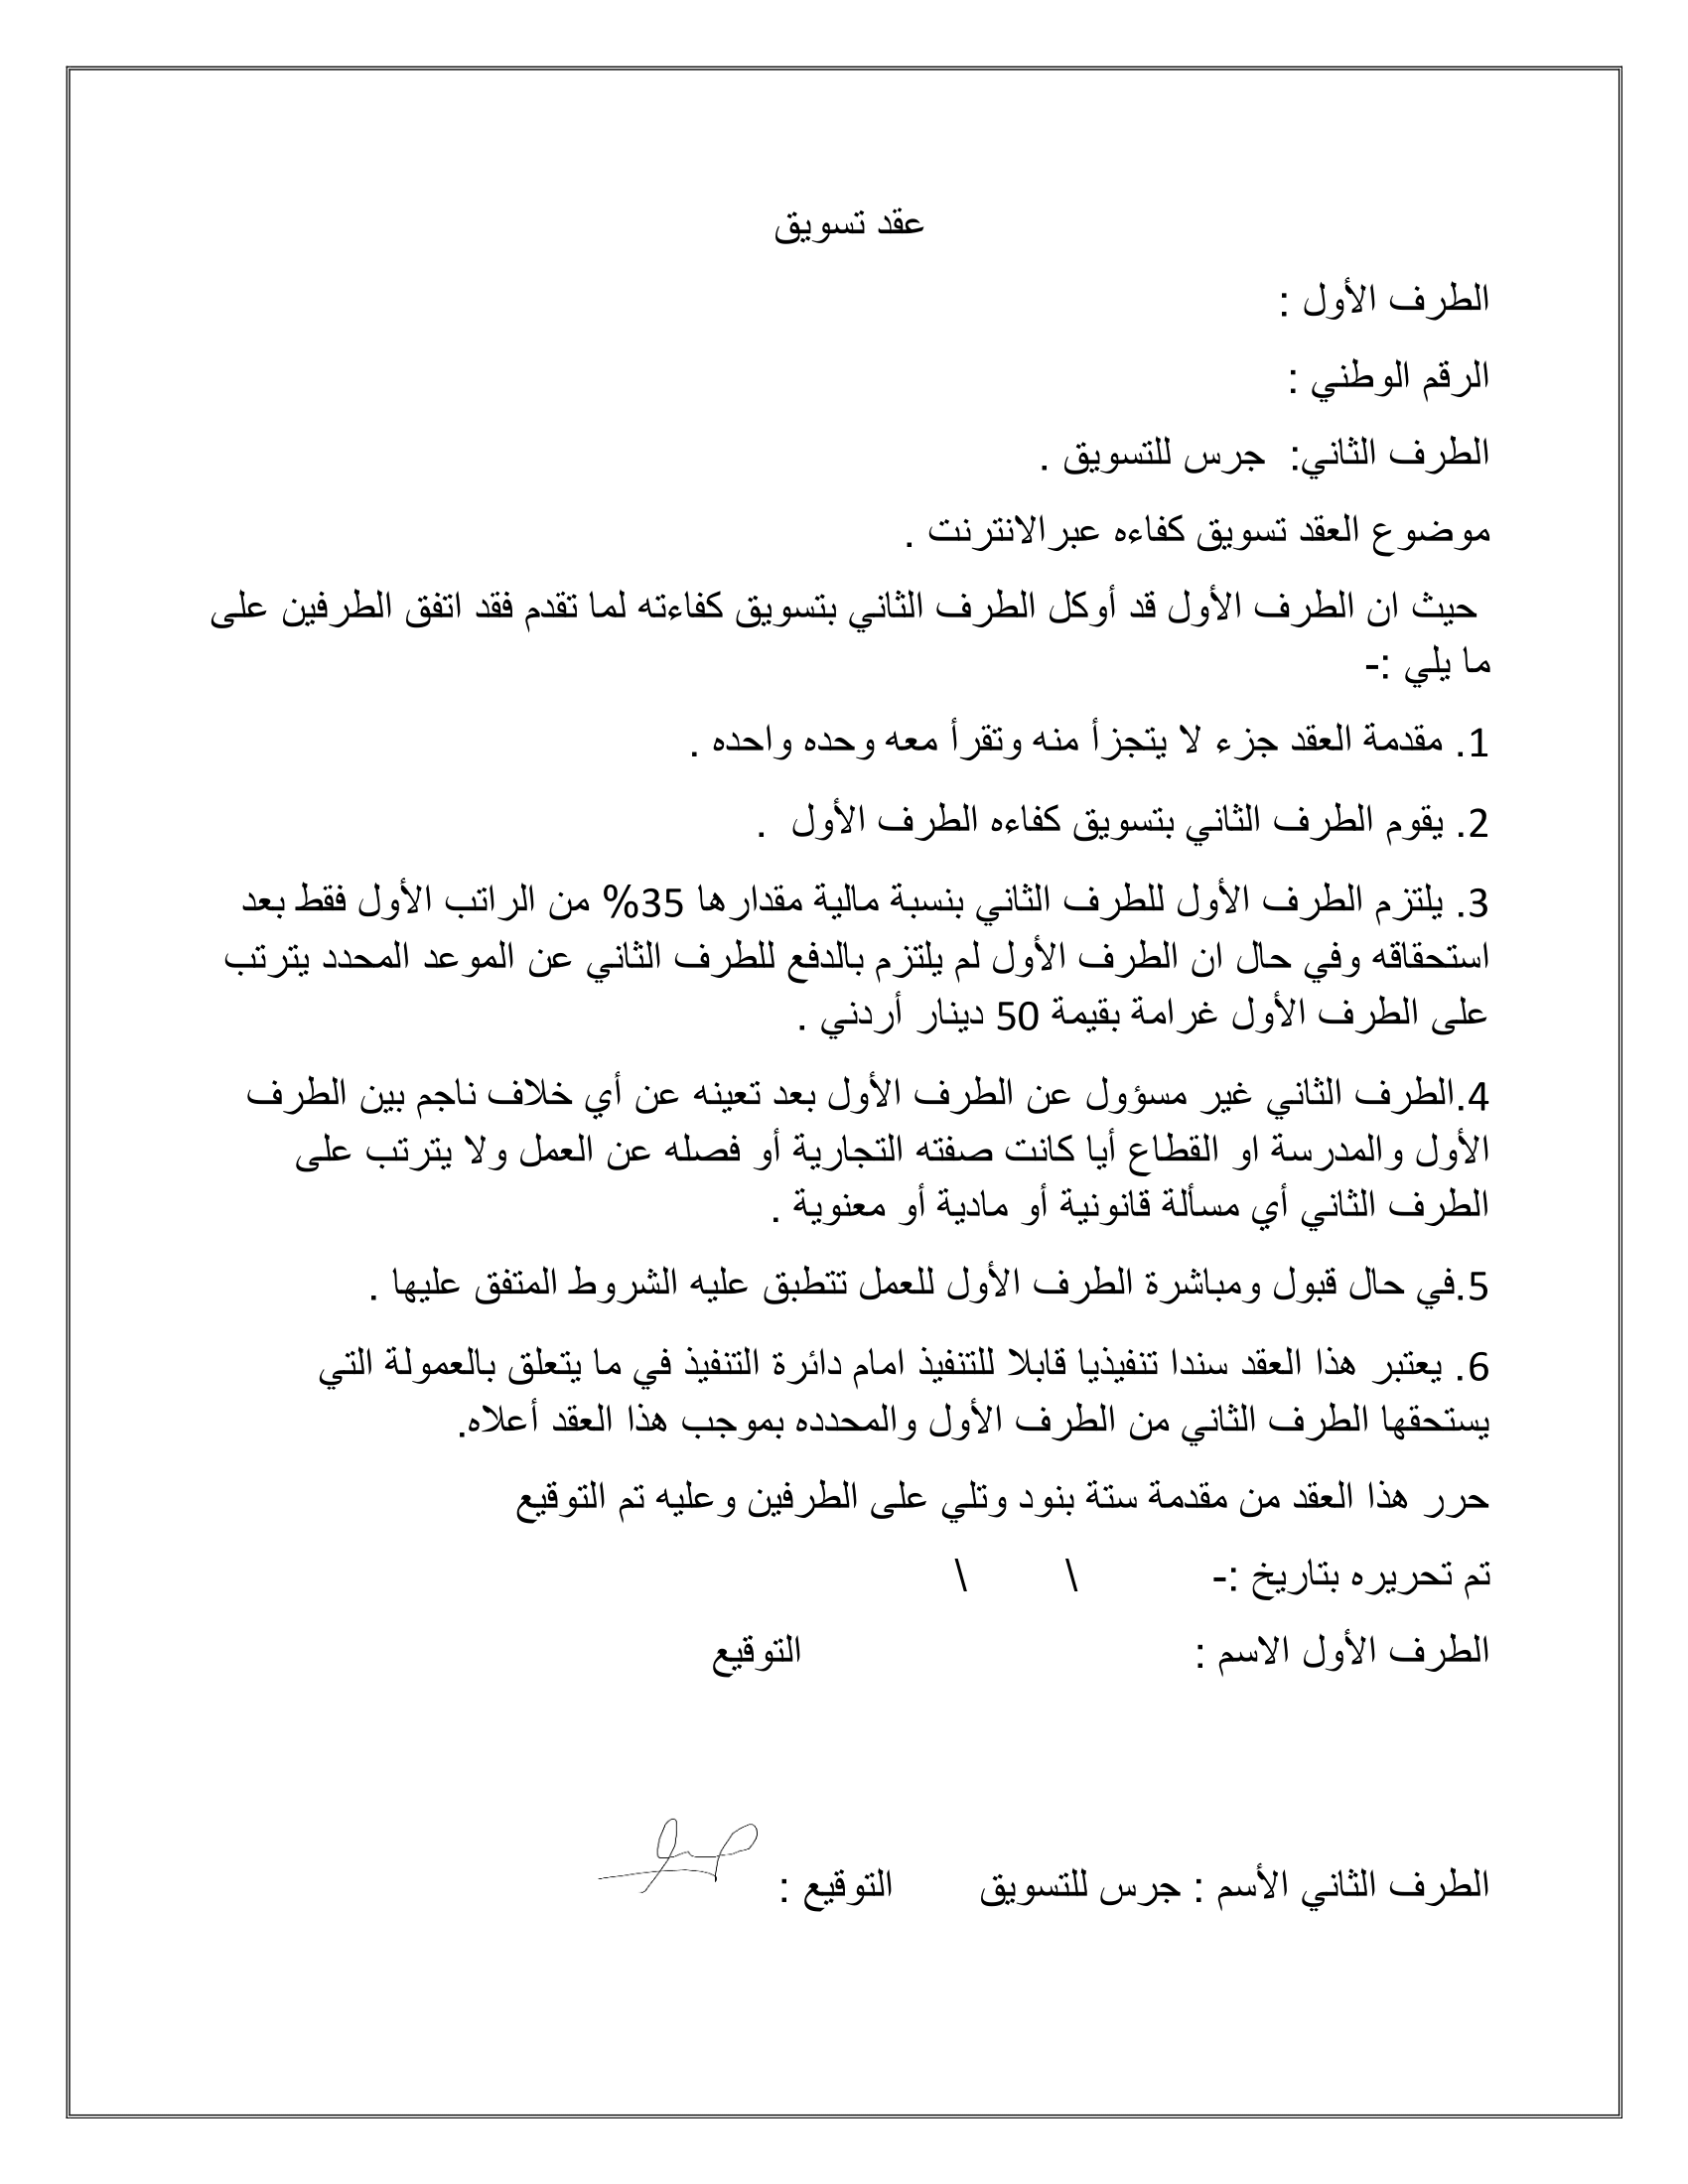 عقد تسويق
الطرف الأول :
الرقم الوطني :
الطرف الثاني: جرس للتسويق .
موضوع العقد تسويق كفاءه عبرالانترنت .
حيث ان الطرف الأول قد أوكل الطرف الثاني بتسويق كفاءته لما تقدم فقد اتفق الطرفين على
ما يلي :-
1. مقدمة العقد جزء لا يتجزأ منه وتقرأ معه وحده واحده .
2. يقوم الطرف الثاني بتسويق كفاءه الطرف الأول .
3. يلتزم الطرف الأول للطرف الثاني بنسبة مالية مقدارها 35% من الراتب الأول فقط بعد
استحقاقه وفي حال ان الطرف الأول لم يلتزم بالدفع للطرف الثاني عن الموعد المحدد يترتب
على الطرف الأول غرامة بقيمة 50 دينار أردني .
4.الطرف الثاني غير مسؤول عن الطرف الأول بعد تعينه عن أي خلاف ناجم بين الطرف
الأول والمدرسة او القطاع أيا كانت صفته التجارية أو فصله عن العمل ولا يترتب على
الطرف الثاني أي مسألة قانونية أو مادية أو معنوية .
5.في حال قبول ومباشرة الطرف الأول للعمل تتطبق عليه الشروط المتفق عليها .
6. يعتبر هذا العقد سندا تنفيذيا قابلا للتنفيذ امام دائرة التنفيذ في ما يتعلق بالعمولة التي
يستحقها الطرف الثاني من الطرف الأول والمحدده بموجب هذا العقد أعلاه.
حرر هذا العقد من مقدمة ستة بنود وتلي على الطرفين وعليه تم التوقيع
تم تحريره بتاريخ :- \ \
الطرف الأول الاسم : التوقيع
الطرف الثاني الأسم : جرس للتسويق التوقيع :